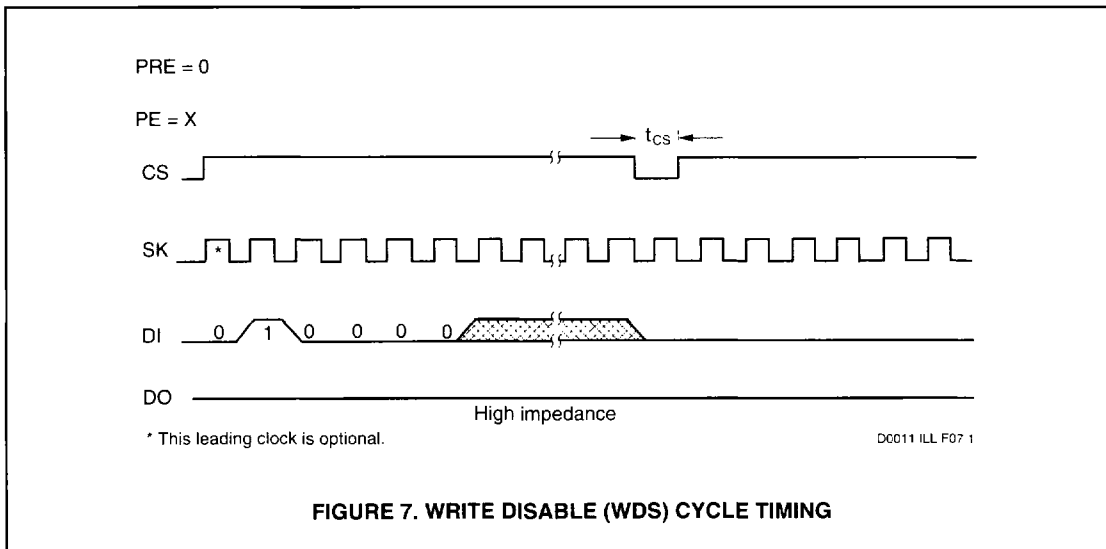 PRE = 0
PE = X
tCS
CS
SK
*
DI 0 1 0 0 0 0
DO
High impedance
* This leading clock is optional.
D0011 ILL F07 1
FIGURE 7. WRITE DISABLE (WDS) CYCLE TIMING